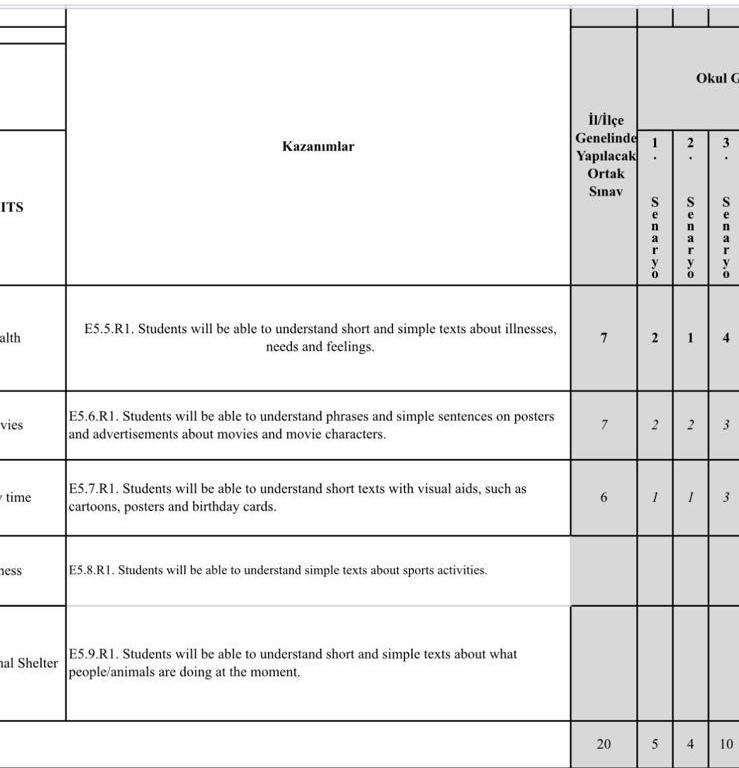 Kazanımlar
İl/İlçe
Genelinde
Yapılacak
Ortak
Sınav
Okul G
1. Senaryo
2. Senaryo
3. Senaryo
ITS
alth
E5.5.R1. Students will be able to understand short and simple texts about illnesses,
needs and feelings.
7 2 1 4
vies
E5.6.R1. Students will be able to understand phrases and simple sentences on posters
and advertisements about movies and movie characters.
7 2 2 3
time
E5.7.R1. Students will be able to understand short texts with visual aids, such as
cartoons, posters and birthday cards.
6 1 1 3
ness
E5.8.R1. Students will be able to understand simple texts about sports activities.
nal Shelter
E5.9.R1. Students will be able to understand short and simple texts about what
people/animals are doing at the moment.
20 5 4 10